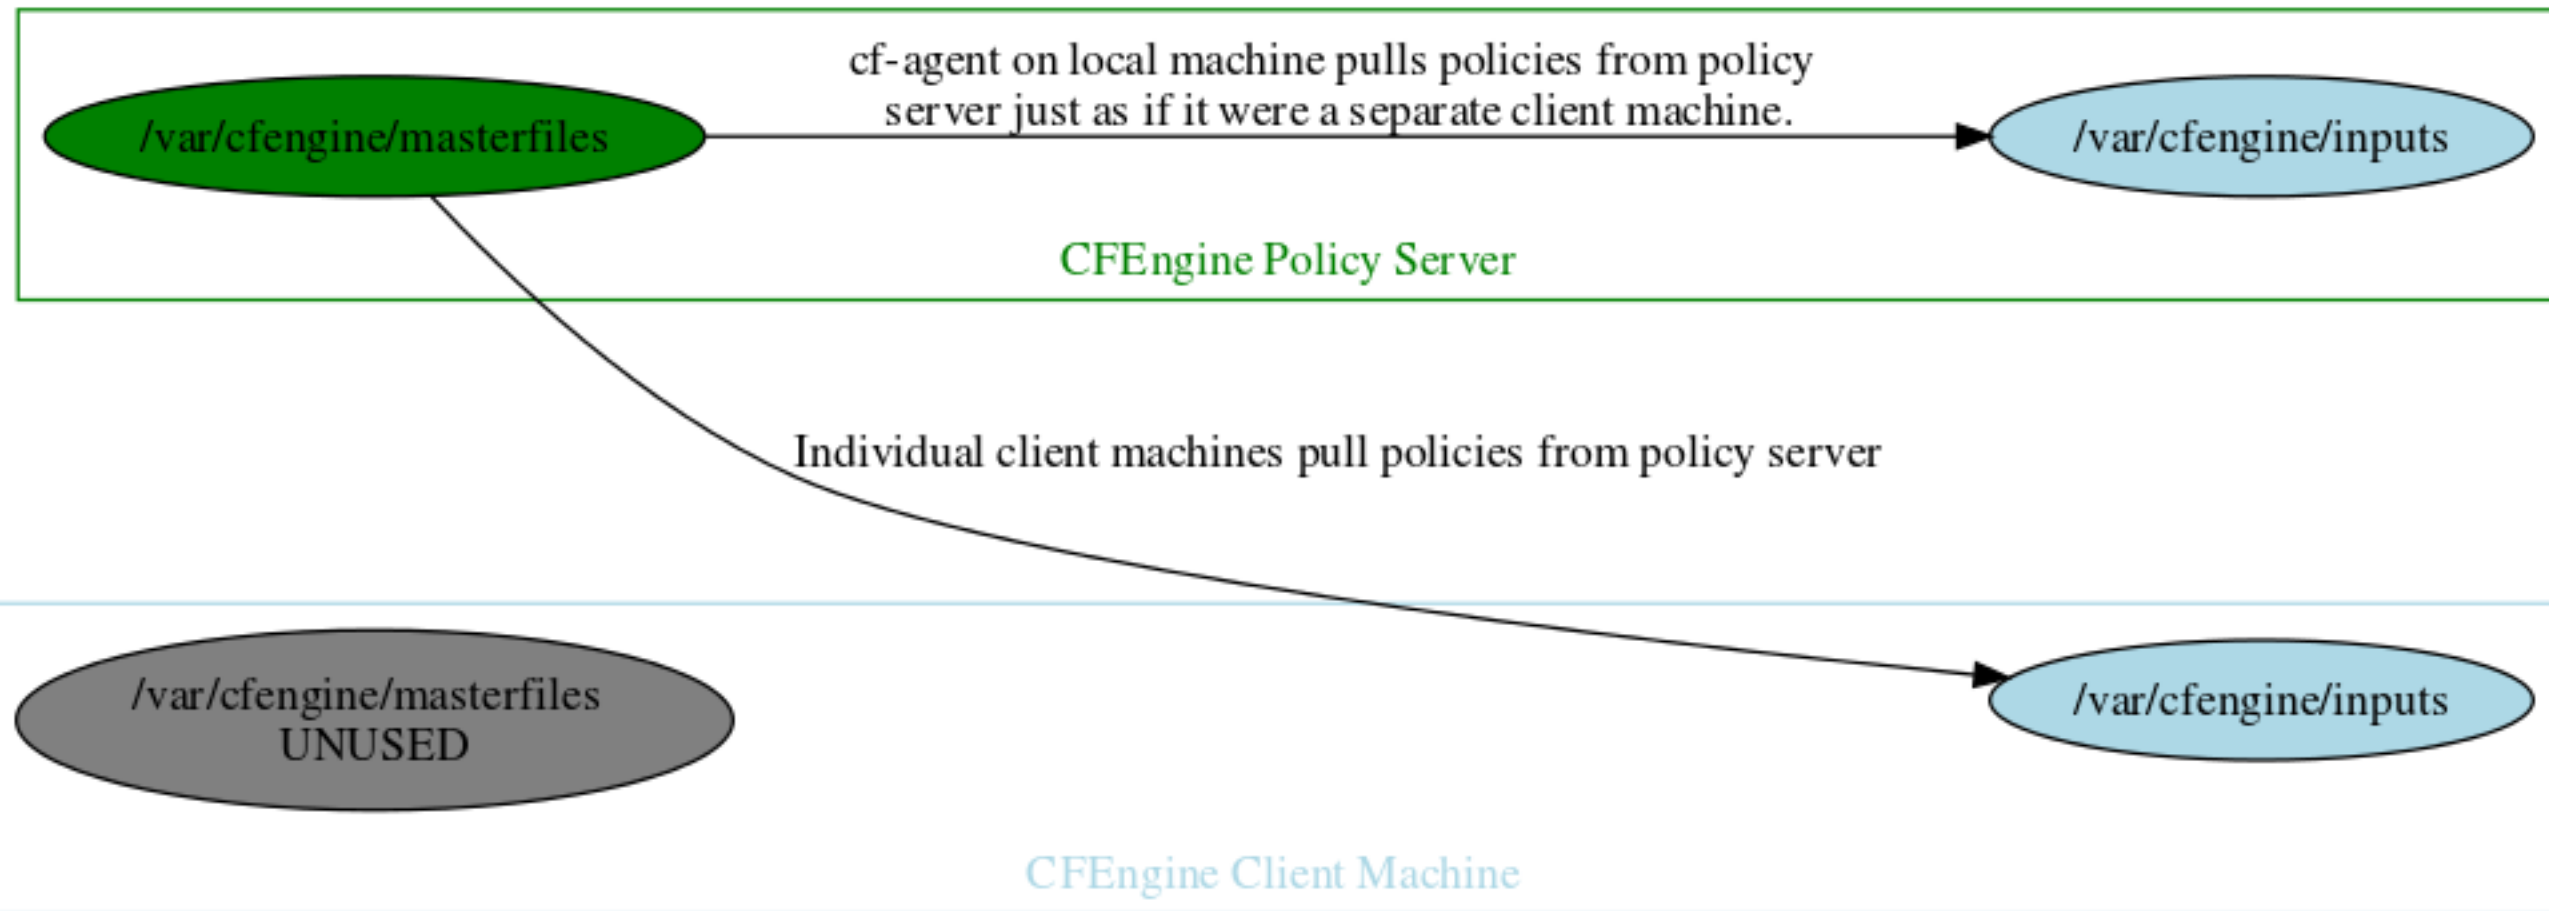 cf-agent on local machine pulls policies from policy
server just as if it were a separate client machine.
/var/cfengine/masterfiles
/var/cfengine/inputs
CFEngine Policy Server
Individual client machines pull policies from policy server
/var/cfengine/masterfiles
UNUSED
/var/cfengine/inputs
CFEngine Client Machine